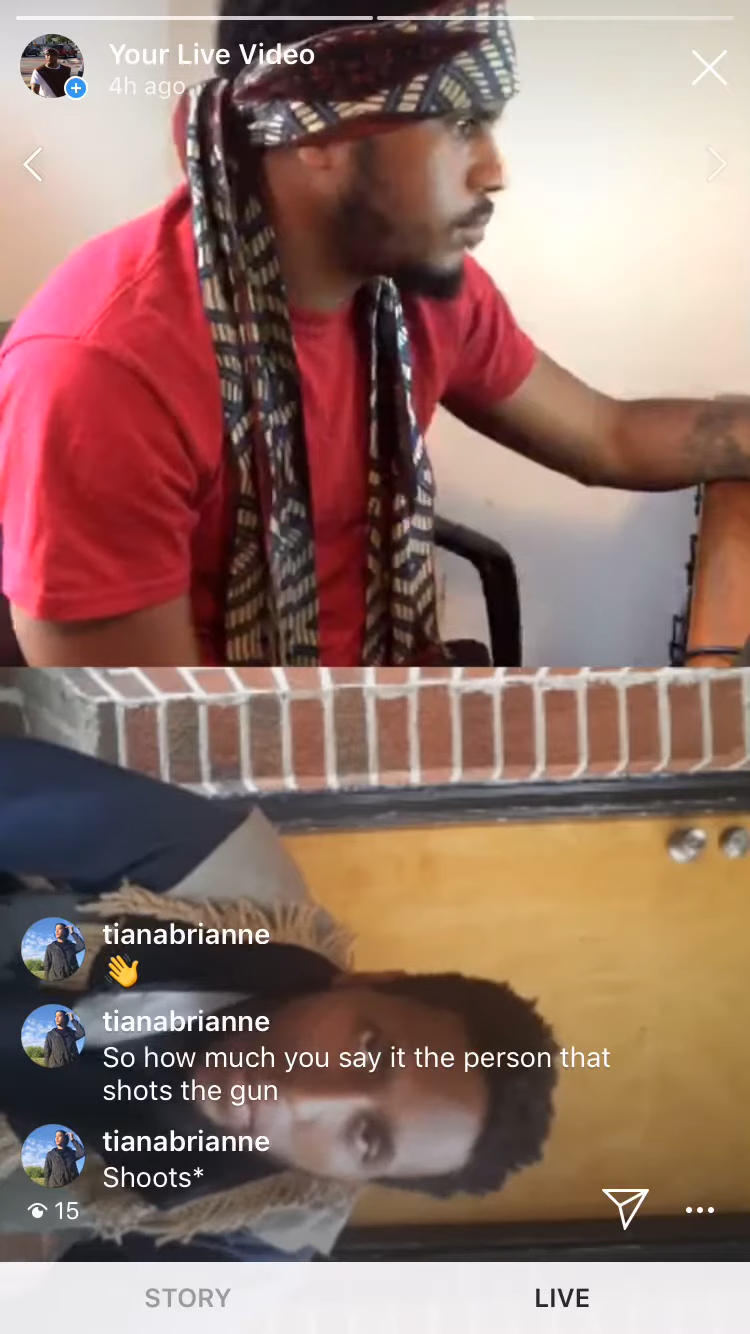 Your Live Video
4h ago
tianabrianne
👋
tianabrianne
So how much you say it the person that
shots the gun
tianabrianne
Shoots*
15
STORY
LIVE